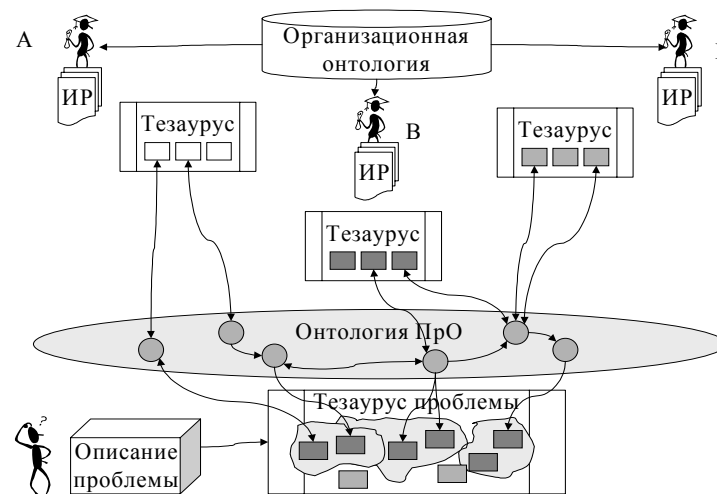 A
Организационная
онтология
ИР
ИР
B
ИР
Тезаурус
Тезаурус
Тезаурус
Онтология ПрО
Тезаурус проблемы
?
Описание
проблемы